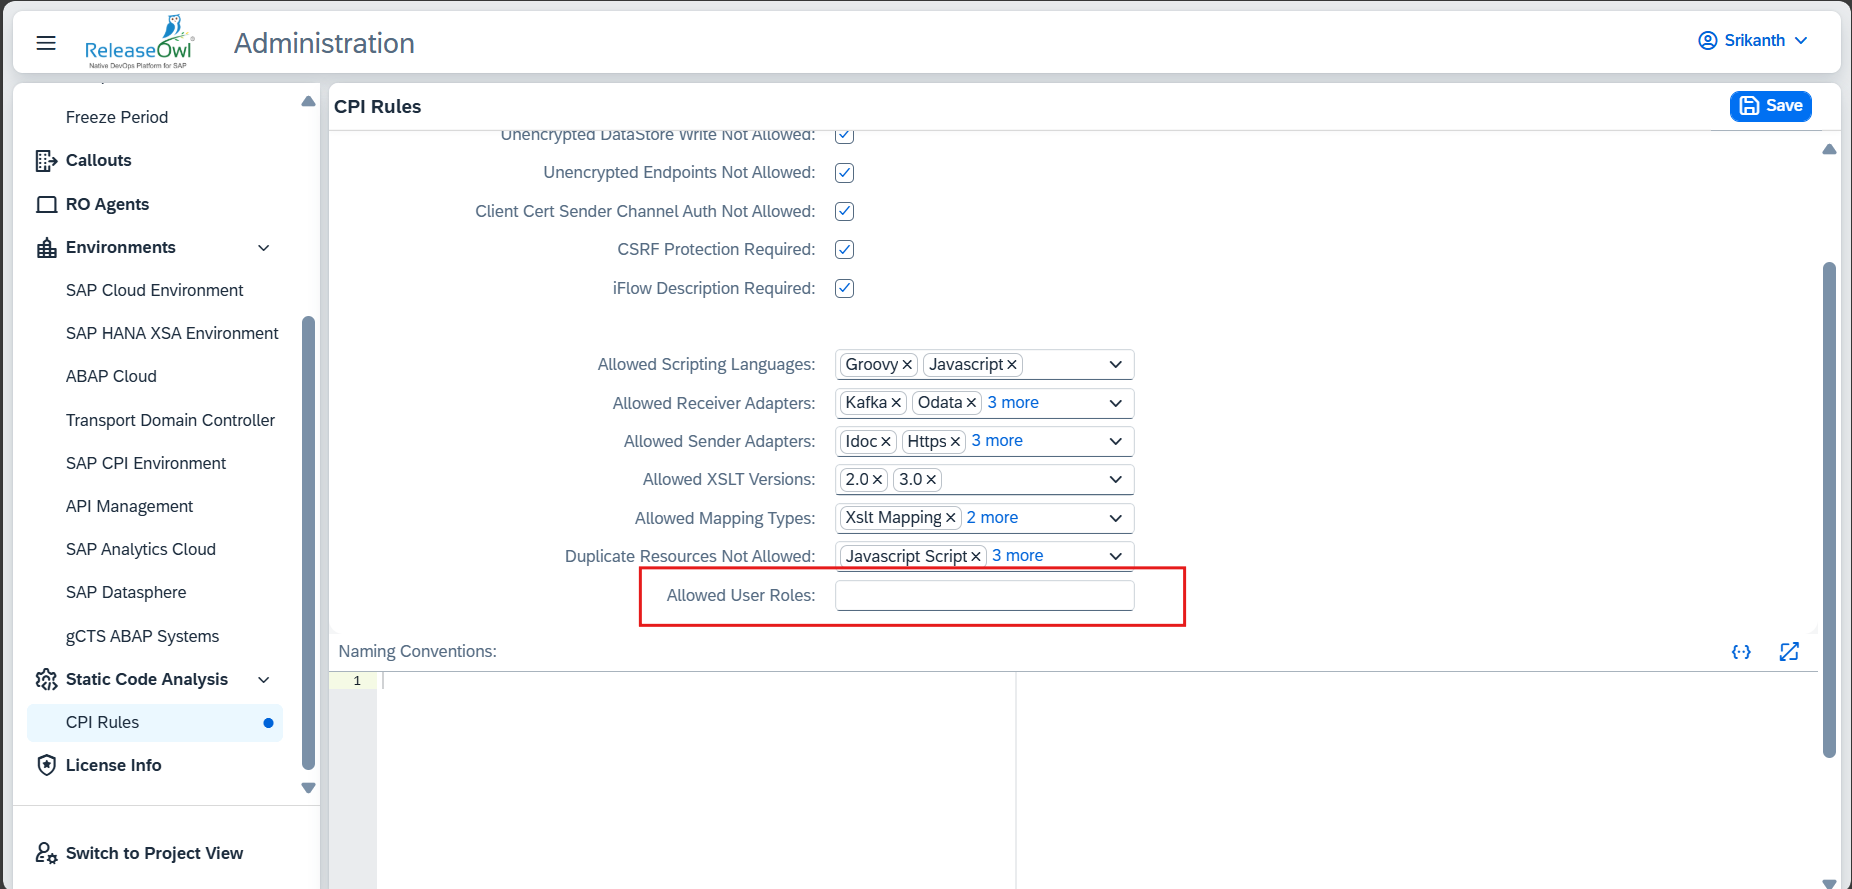 ReleaseOwl
Native DevOps Platform for SAP
Administration
Srikanth
Freeze Period
Callouts
RO Agents
Environments
SAP Cloud Environment
SAP HANA XSA Environment
ABAP Cloud
Transport Domain Controller
SAP CPI Environment
API Management
SAP Analytics Cloud
SAP Datasphere
gCTS ABAP Systems
Static Code Analysis
CPI Rules
License Info
Switch to Project View
CPI Rules
Save
Unencrypted DataStore Write Not Allowed:
Unencrypted Endpoints Not Allowed:
Client Cert Sender Channel Auth Not Allowed:
CSRF Protection Required:
iFlow Description Required:
Allowed Scripting Languages: Groovy Javascript
Allowed Receiver Adapters: Kafka Odata 3 more
Allowed Sender Adapters: Idoc Https 3 more
Allowed XSLT Versions: 2.0 3.0
Allowed Mapping Types: Xslt Mapping 2 more
Duplicate Resources Not Allowed: Javascript Script 3 more
Allowed User Roles:
Naming Conventions:
1